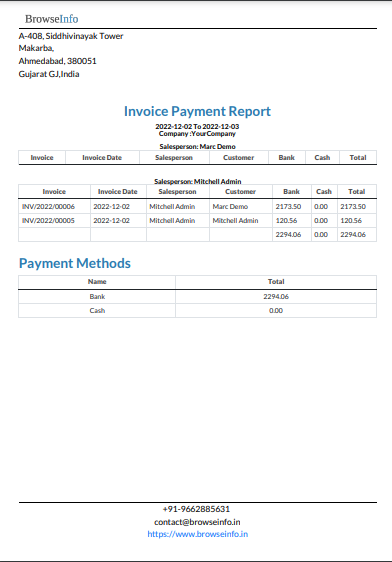 BrowseInfo
A-408, Siddhivinayak Tower
Makarba,
Ahmedabad, 380051
Gujarat GJ,India
Invoice Payment Report
2022-12-02 To 2022-12-03
Company :YourCompany
Salesperson: Marc Demo
Invoice Invoice Date Salesperson Customer Bank Cash Total
Salesperson: Mitchell Admin
Invoice Invoice Date Salesperson Customer Bank Cash Total
INV/2022/00006 2022-12-02 Mitchell Admin Marc Demo 2173.50 0.00 2173.50
INV/2022/00005 2022-12-02 Mitchell Admin Mitchell Admin 120.56 0.00 120.56
2294.06 0.00 2294.06
Payment Methods
Name Total
Bank 2294.06
Cash 0.00
+91-9662885631
contact@browseinfo.in
https://www.browseinfo.in